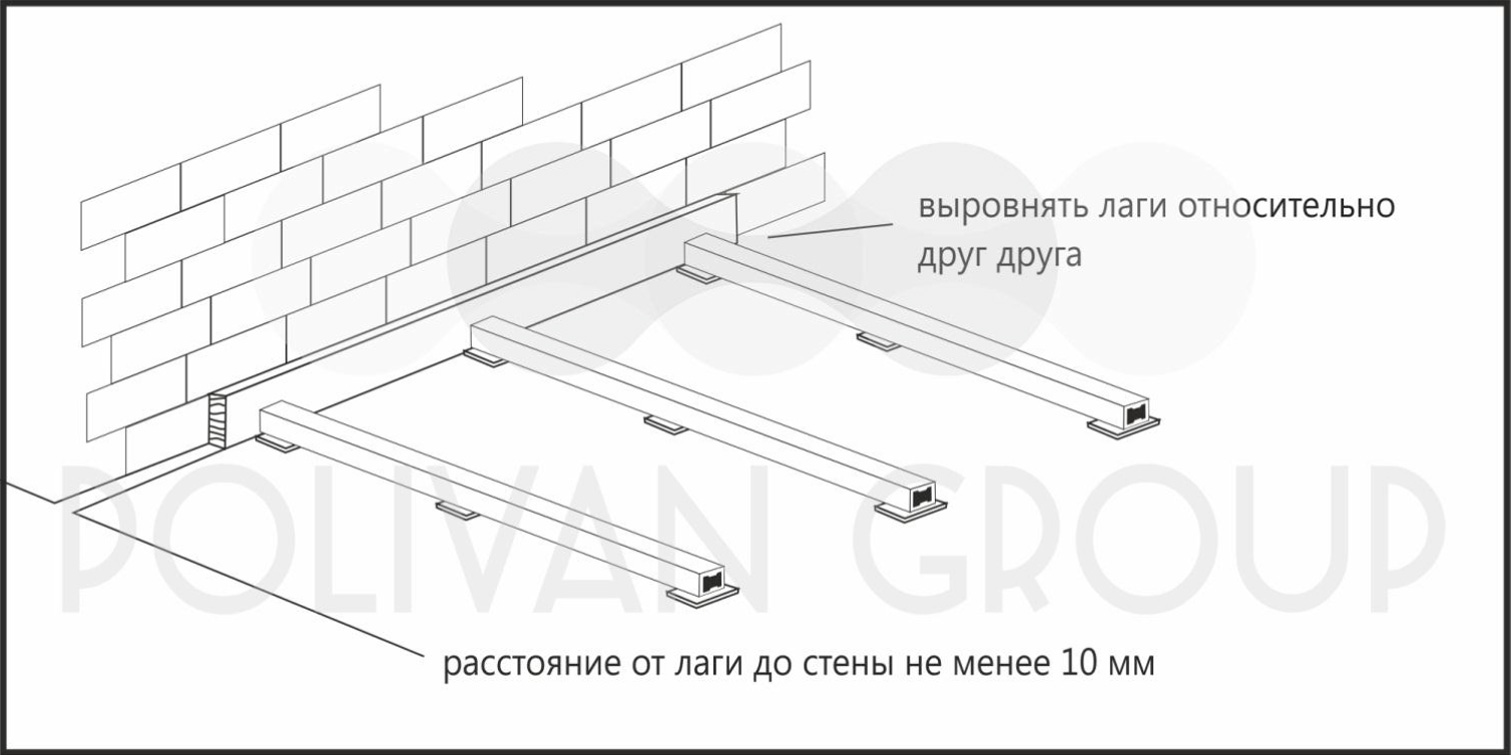 выровнять лаги относительно
друг друга
POLIVAN GROUP
расстояние от лаги до стены не менее 10 мм